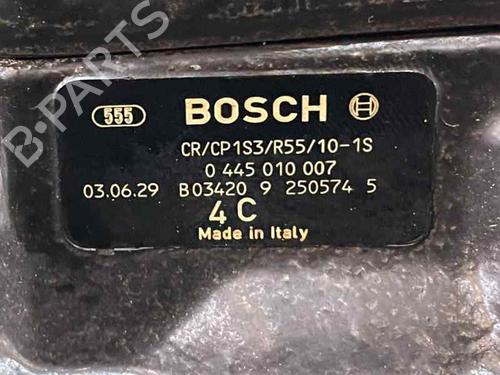 555 BOSCH
CR/CP1S3/R55/10-1S
0 445 010 007
03.06.29 B03420 9 250574 5
4 C
Made in Italy
B-PARTS